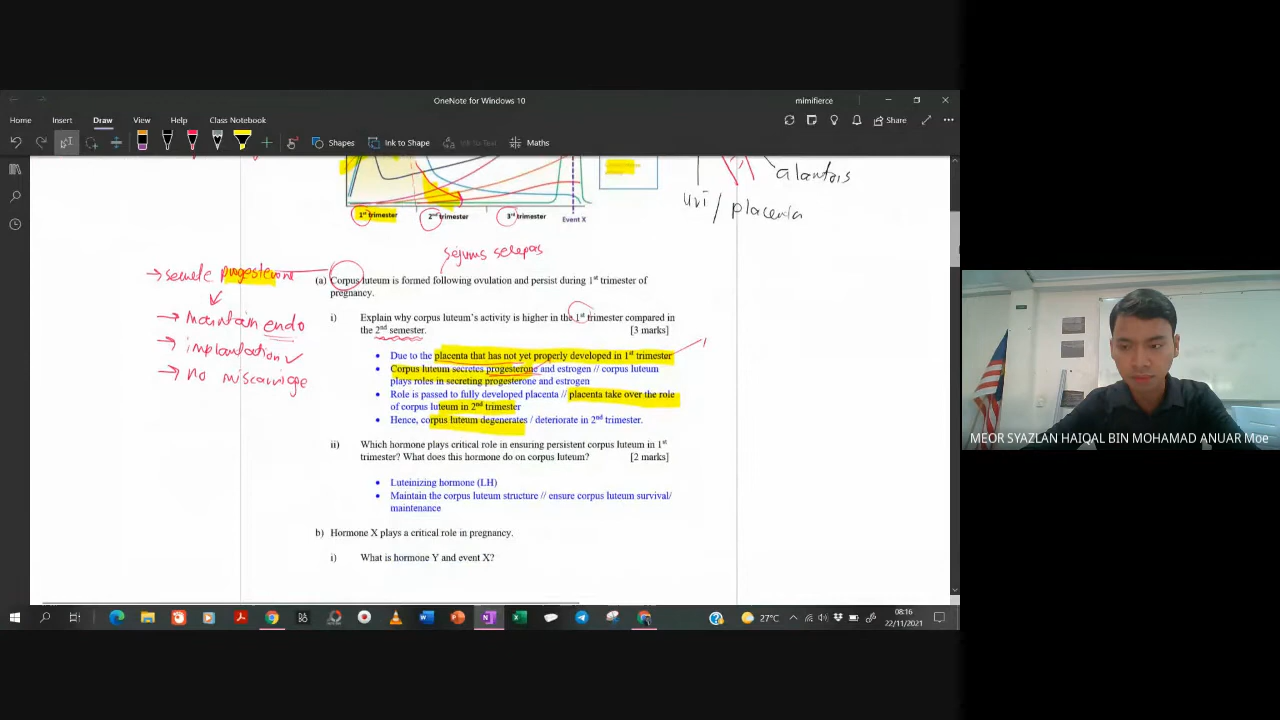 OneNote for Windows 10
mimifierce
Home Insert Draw View Help Class Notebook
Share
Shapes Ink to Shape Ink to Text Maths
1st trimester 2nd trimester 3rd trimester Event X
alantois
uri / placenta
sejurus selepas
→ secrete progesterone
→ Maintain endo
→ implantation ✓
→ no miscarriage
(a) Corpus luteum is formed following ovulation and persist during 1st trimester of
pregnancy.
i) Explain why corpus luteum's activity is higher in the 1st trimester compared in
the 2nd semester. [3 marks]
• Due to the placenta that has not yet properly developed in 1st trimester
• Corpus luteum secretes progesterone and estrogen // corpus luteum
plays roles in secreting progesterone and estrogen
• Role is passed to fully developed placenta // placenta take over the role
of corpus luteum in 2nd trimester
• Hence, corpus luteum degenerates / deteriorate in 2nd trimester.
ii) Which hormone plays critical role in ensuring persistent corpus luteum in 1st
trimester? What does this hormone do on corpus luteum? [2 marks]
• Luteinizing hormone (LH)
• Maintain the corpus luteum structure // ensure corpus luteum survival/
maintenance
b) Hormone X plays a critical role in pregnancy.
i) What is hormone Y and event X?
MEOR SYAZLAN HAIQAL BIN MOHAMAD ANUAR Moe
27°C
08:16
22/11/2021